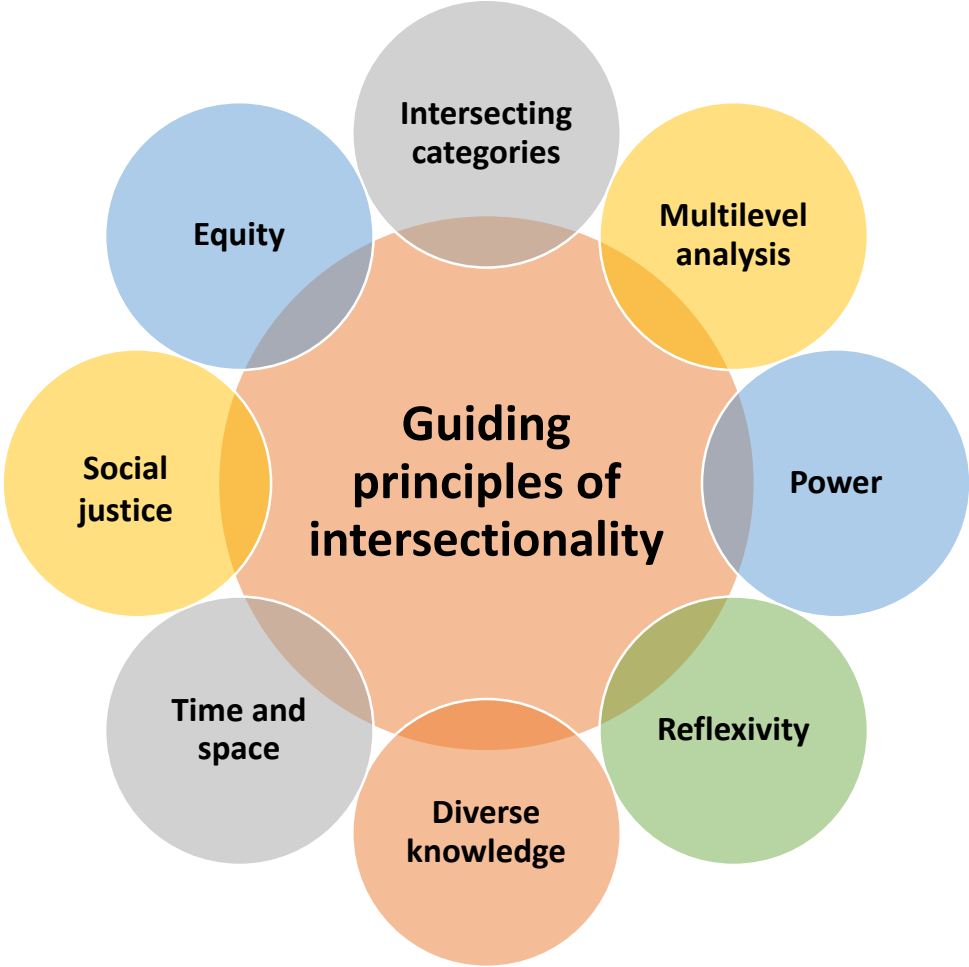 Intersecting
categories
Multilevel
analysis
Power
Reflexivity
Diverse
knowledge
Time and
space
Social
justice
Equity
Guiding
principles of
intersectionality